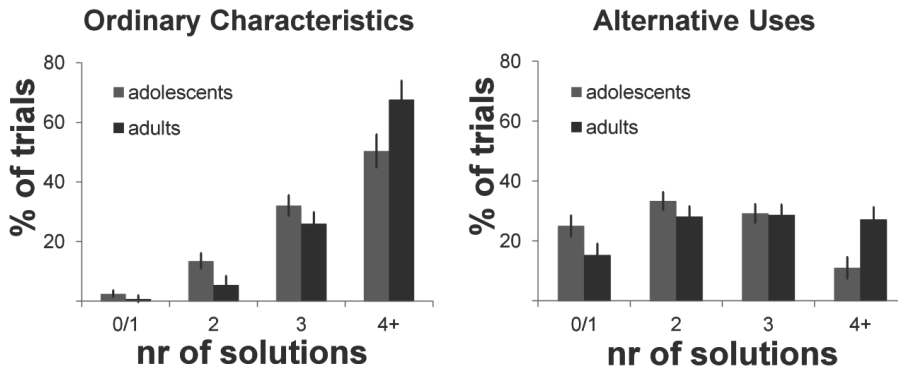 Ordinary Characteristics
% of trials
80
60
40
20
adolescents
adults
0/1 2 3 4+
nr of solutions
Alternative Uses
% of trials
80
60
40
20
adolescents
adults
0/1 2 3 4+
nr of solutions